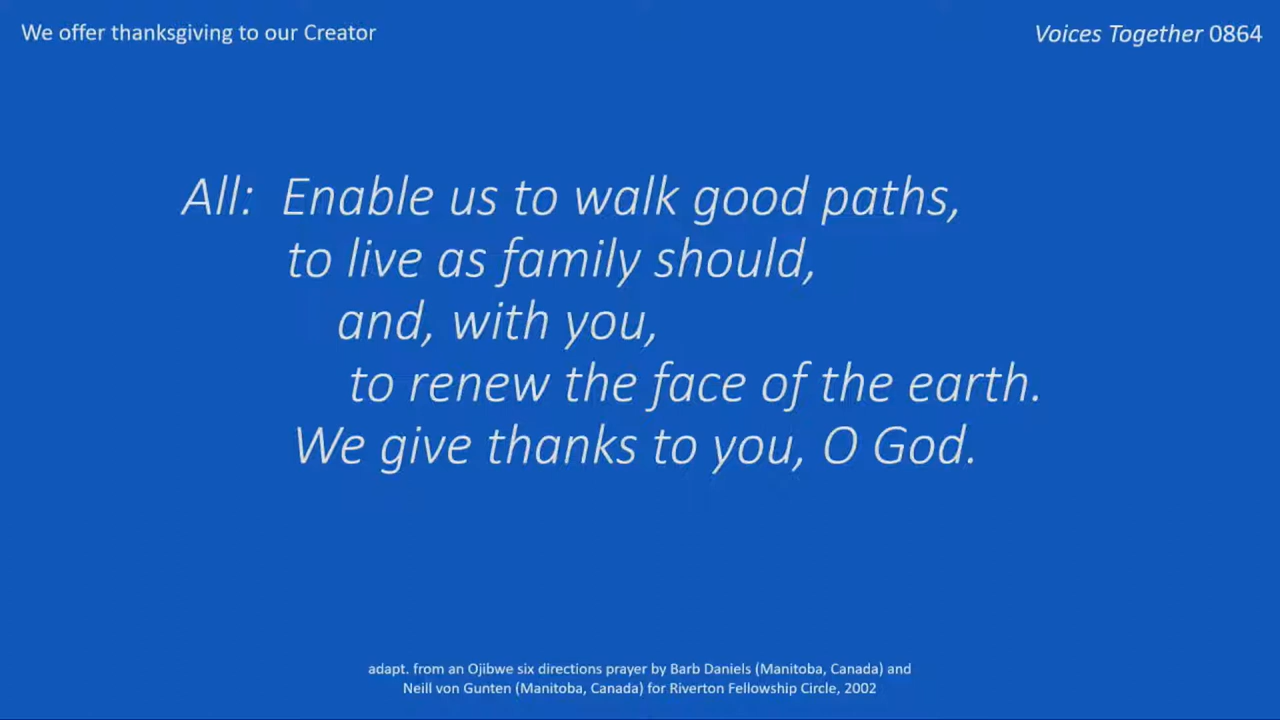 We offer thanksgiving to our Creator
Voices Together 0864
All: Enable us to walk good paths,
to live as family should,
and, with you,
to renew the face of the earth.
We give thanks to you, O God.
adapt. from an Ojibwe six directions prayer by Barb Daniels (Manitoba, Canada) and
Neill von Gunten (Manitoba, Canada) for Riverton Fellowship Circle, 2002